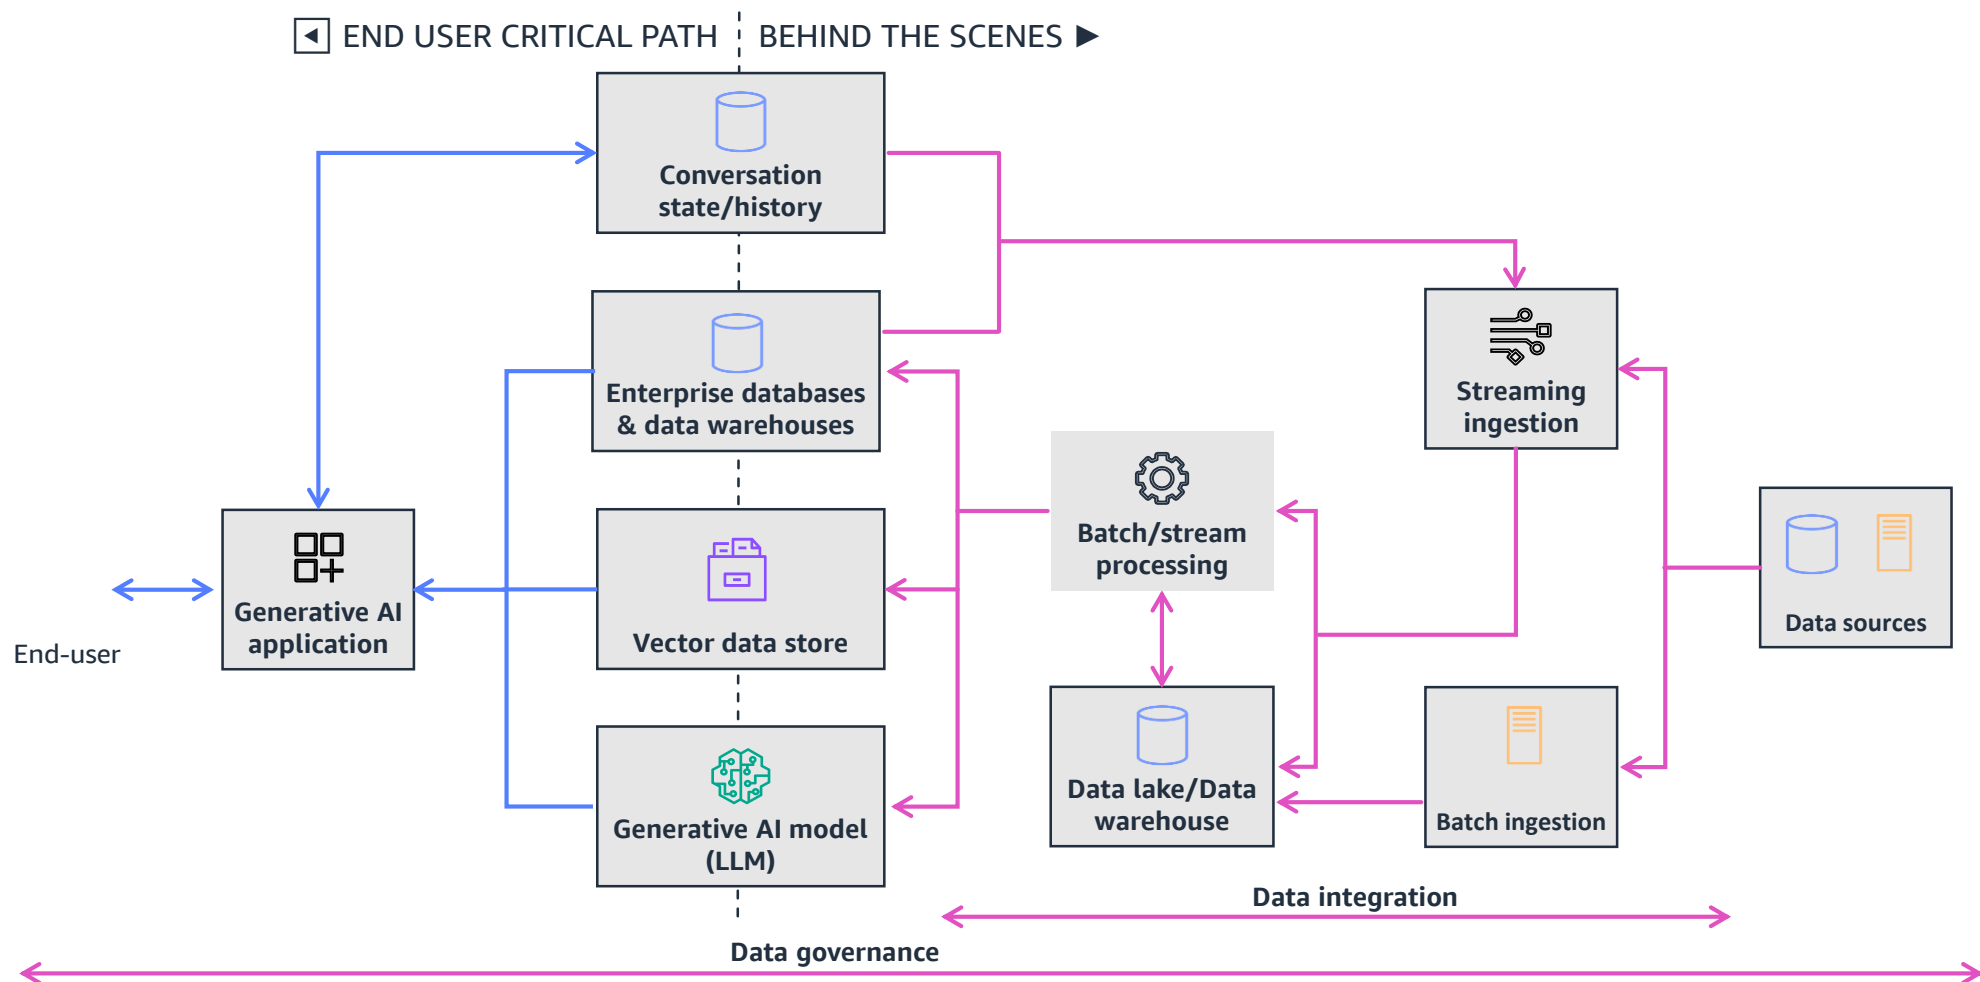 END USER CRITICAL PATH
BEHIND THE SCENES
Conversation
state/history
Enterprise databases
& data warehouses
Streaming
ingestion
Batch/stream
processing
Data sources
Generative AI
application
End-user
Vector data store
Data lake/Data
warehouse
Batch ingestion
Generative AI model
(LLM)
Data integration
Data governance